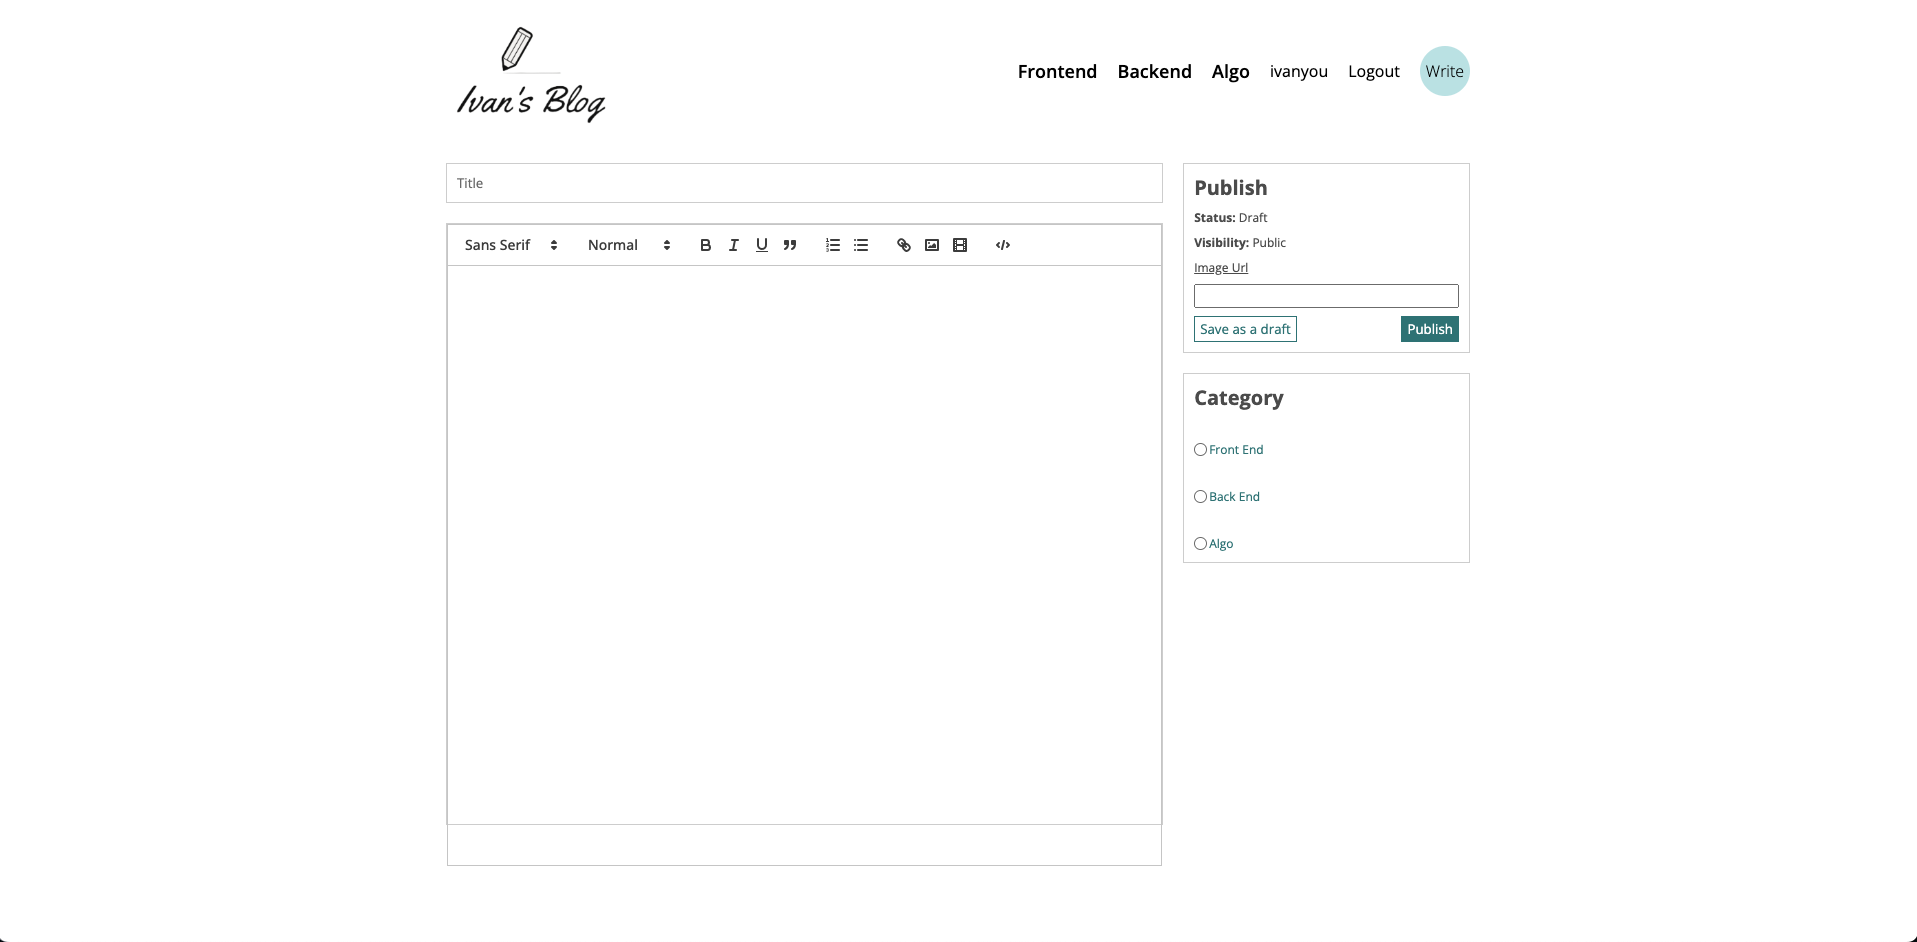 Ivan's Blog
Frontend Backend Algo ivanyou Logout Write
Title
Sans Serif Normal
Publish
Status: Draft
Visibility: Public
Image Url
Save as a draft Publish
Category
Front End
Back End
Algo